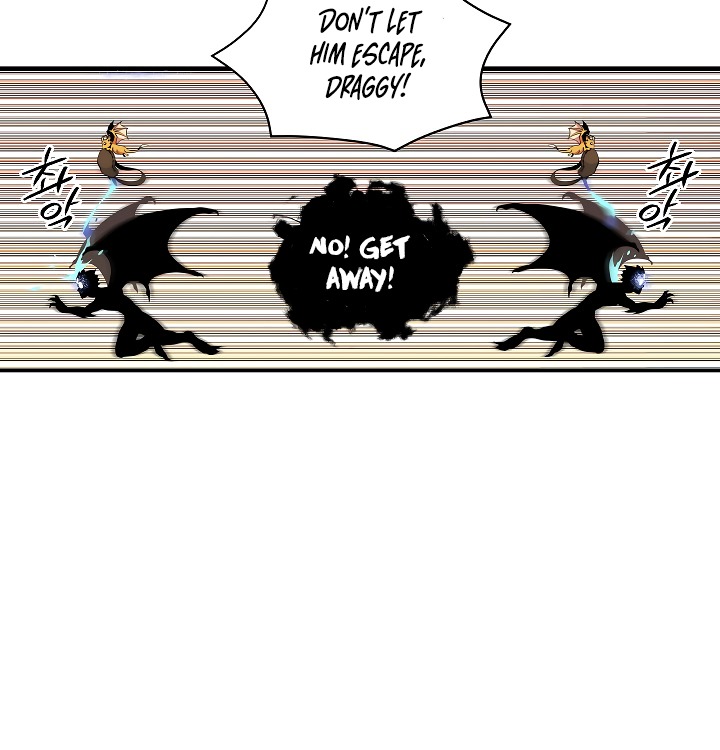 DON'T LET
HIM ESCAPE,
DRAGGY!
촤
악
촤
악
NO! GET
AWAY!